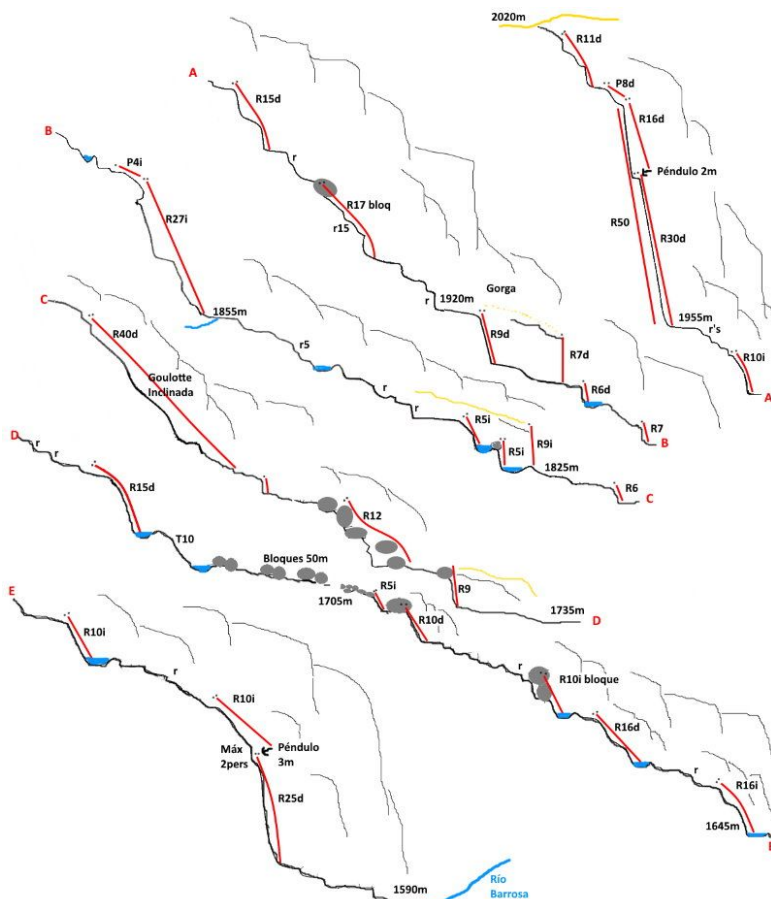 2020m
R11d
P8d
R16d
Péndulo 2m
R50
R30d
1955m
r's
R10i
A
A
R15d
r
R17 bloq
r15
r
1920m
Gorga
R9d
R7d
R6d
R7
B
B
P4i
R27i
1855m
r5
r
r
R5i
R5i
R9i
1825m
R6
C
C
R40d
Goulotte
Inclinada
R12
R9
1735m
D
D
r
r
R15d
T10
Bloques 50m
1705m
R5i
R10d
r
R10i bloque
R16d
r
R16i
1645m
E
E
R10i
r
R10i
Máx
2pers
Péndulo
3m
R25d
1590m
Río
Barrosa